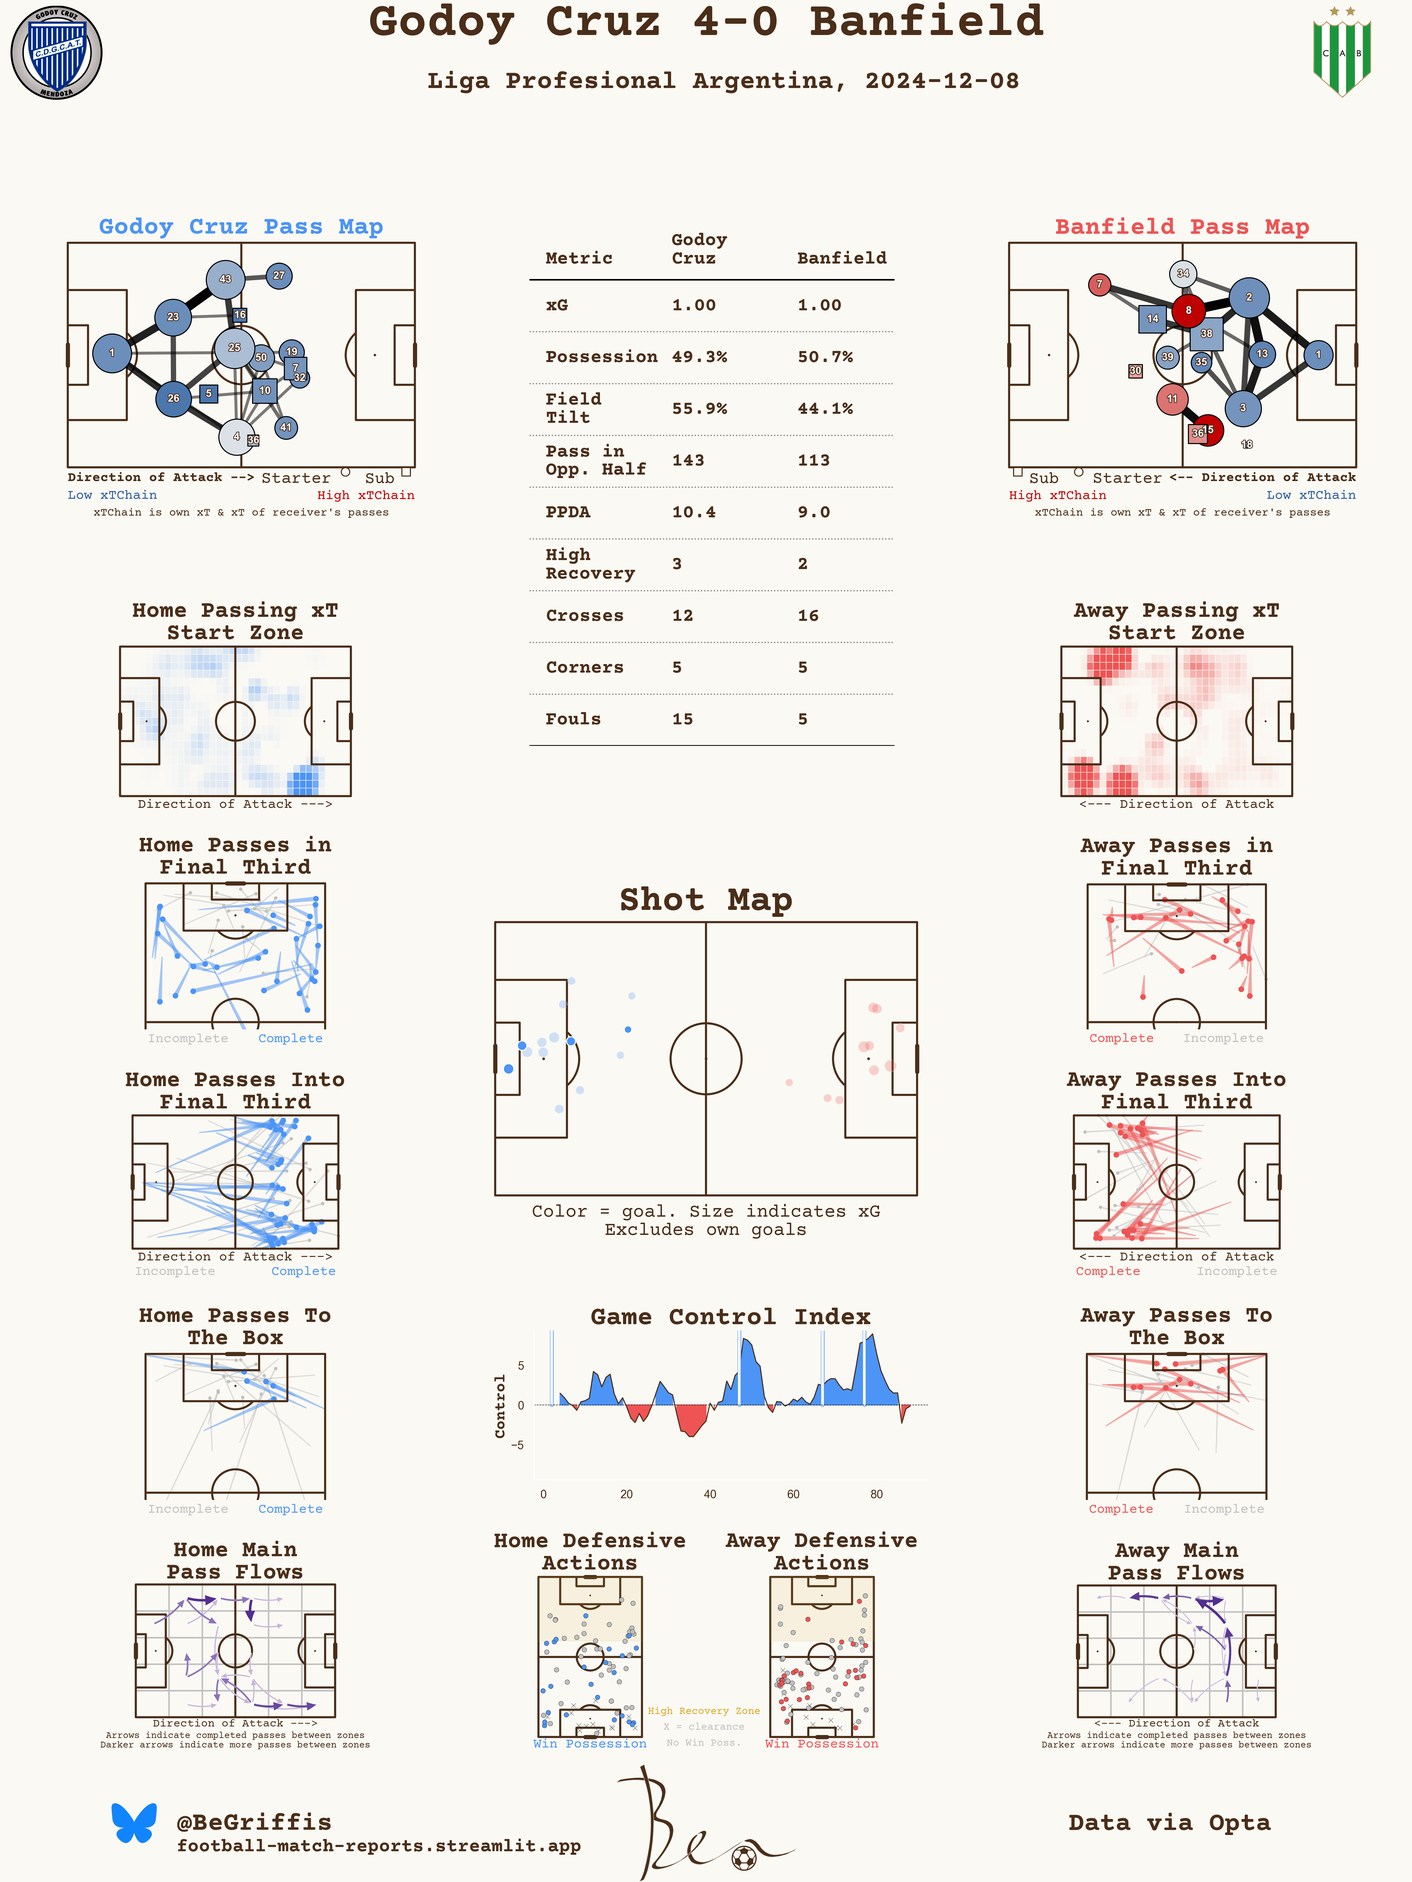 Godoy Cruz 4-0 Banfield
Liga Profesional Argentina, 2024-12-08
GODOY CRUZ
C.D.G.C.A.T.
MENDOZA
C A B
Godoy Cruz Pass Map
43
27
23
16
1
25
50
19
7
32
26
5
10
4
36
41
Direction of Attack --> Starter Sub
Low xTChain High xTChain
xTChain is own xT & xT of receiver's passes
Metric Godoy Cruz Banfield
xG 1.00 1.00
Possession 49.3% 50.7%
Field Tilt 55.9% 44.1%
Pass in Opp. Half 143 113
PPDA 10.4 9.0
High Recovery 3 2
Crosses 12 16
Corners 5 5
Fouls 15 5
Banfield Pass Map
34
7
2
8
14
38
39
35
13
1
30
11
3
36
15
18
Sub Starter <-- Direction of Attack
High xTChain Low xTChain
xTChain is own xT & xT of receiver's passes
Home Passing xT
Start Zone
Direction of Attack --->
Away Passing xT
Start Zone
<--- Direction of Attack
Home Passes in
Final Third
Incomplete Complete
Away Passes in
Final Third
Complete Incomplete
Shot Map
Color = goal. Size indicates xG
Excludes own goals
Home Passes Into
Final Third
Direction of Attack --->
Incomplete Complete
Away Passes Into
Final Third
<--- Direction of Attack
Complete Incomplete
Home Passes To
The Box
Incomplete Complete
Game Control Index
Control
5
0
−5
0 20 40 60 80
Away Passes To
The Box
Complete Incomplete
Home Main
Pass Flows
Direction of Attack --->
Arrows indicate completed passes between zones
Darker arrows indicate more passes between zones
Home Defensive
Actions
Win Possession
High Recovery Zone
X = clearance
No Win Poss.
Away Defensive
Actions
Win Possession
Away Main
Pass Flows
<--- Direction of Attack
Arrows indicate completed passes between zones
Darker arrows indicate more passes between zones
@BeGriffis
football-match-reports.streamlit.app
Ben
Data via Opta